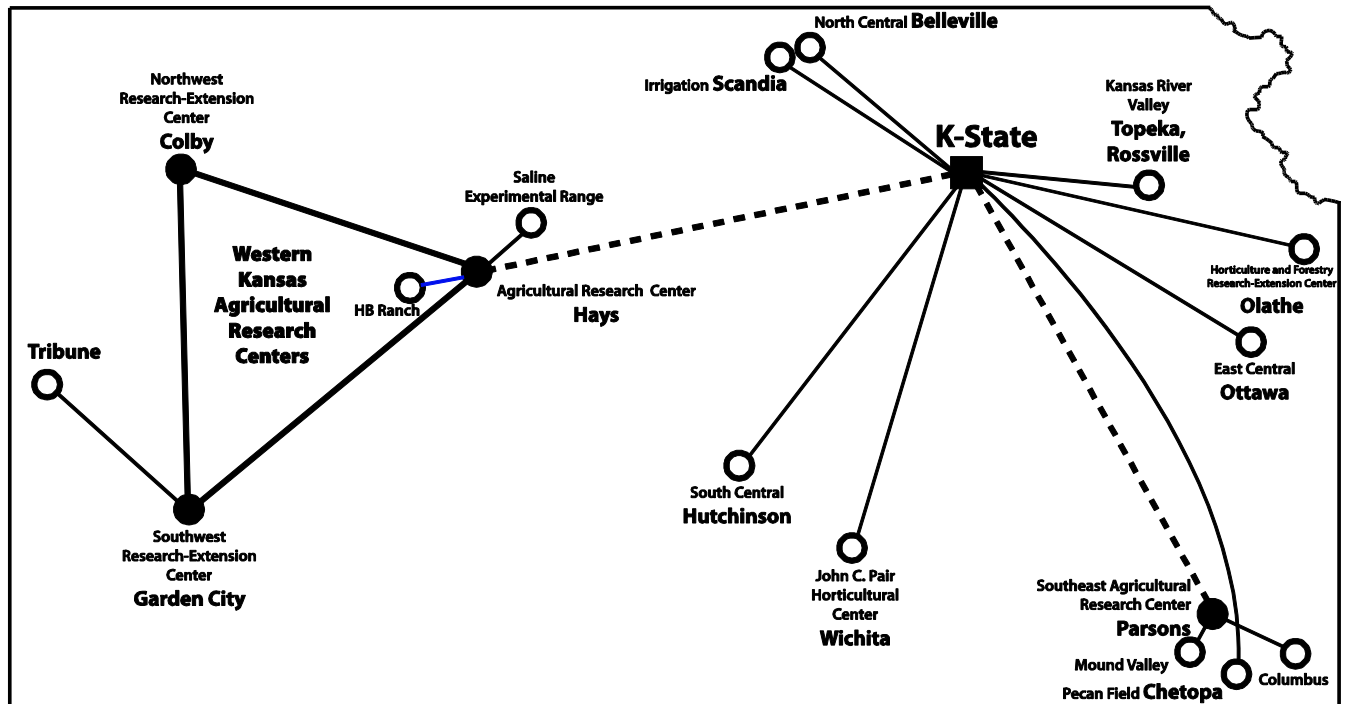 North Central Belleville
Irrigation Scandia
Northwest
Research-Extension
Center
Colby
Kansas River
Valley
Topeka,
Rossville
K-State
Saline
Experimental Range
Western
Kansas
Agricultural
Research
Centers
HB Ranch
Agricultural Research Center
Hays
Horticulture and Forestry
Research-Extension Center
Olathe
Tribune
East Central
Ottawa
South Central
Hutchinson
Southwest
Research-Extension
Center
Garden City
John C. Pair
Horticultural
Center
Wichita
Southeast Agricultural
Research Center
Parsons
Mound Valley
Pecan Field Chetopa
Columbus